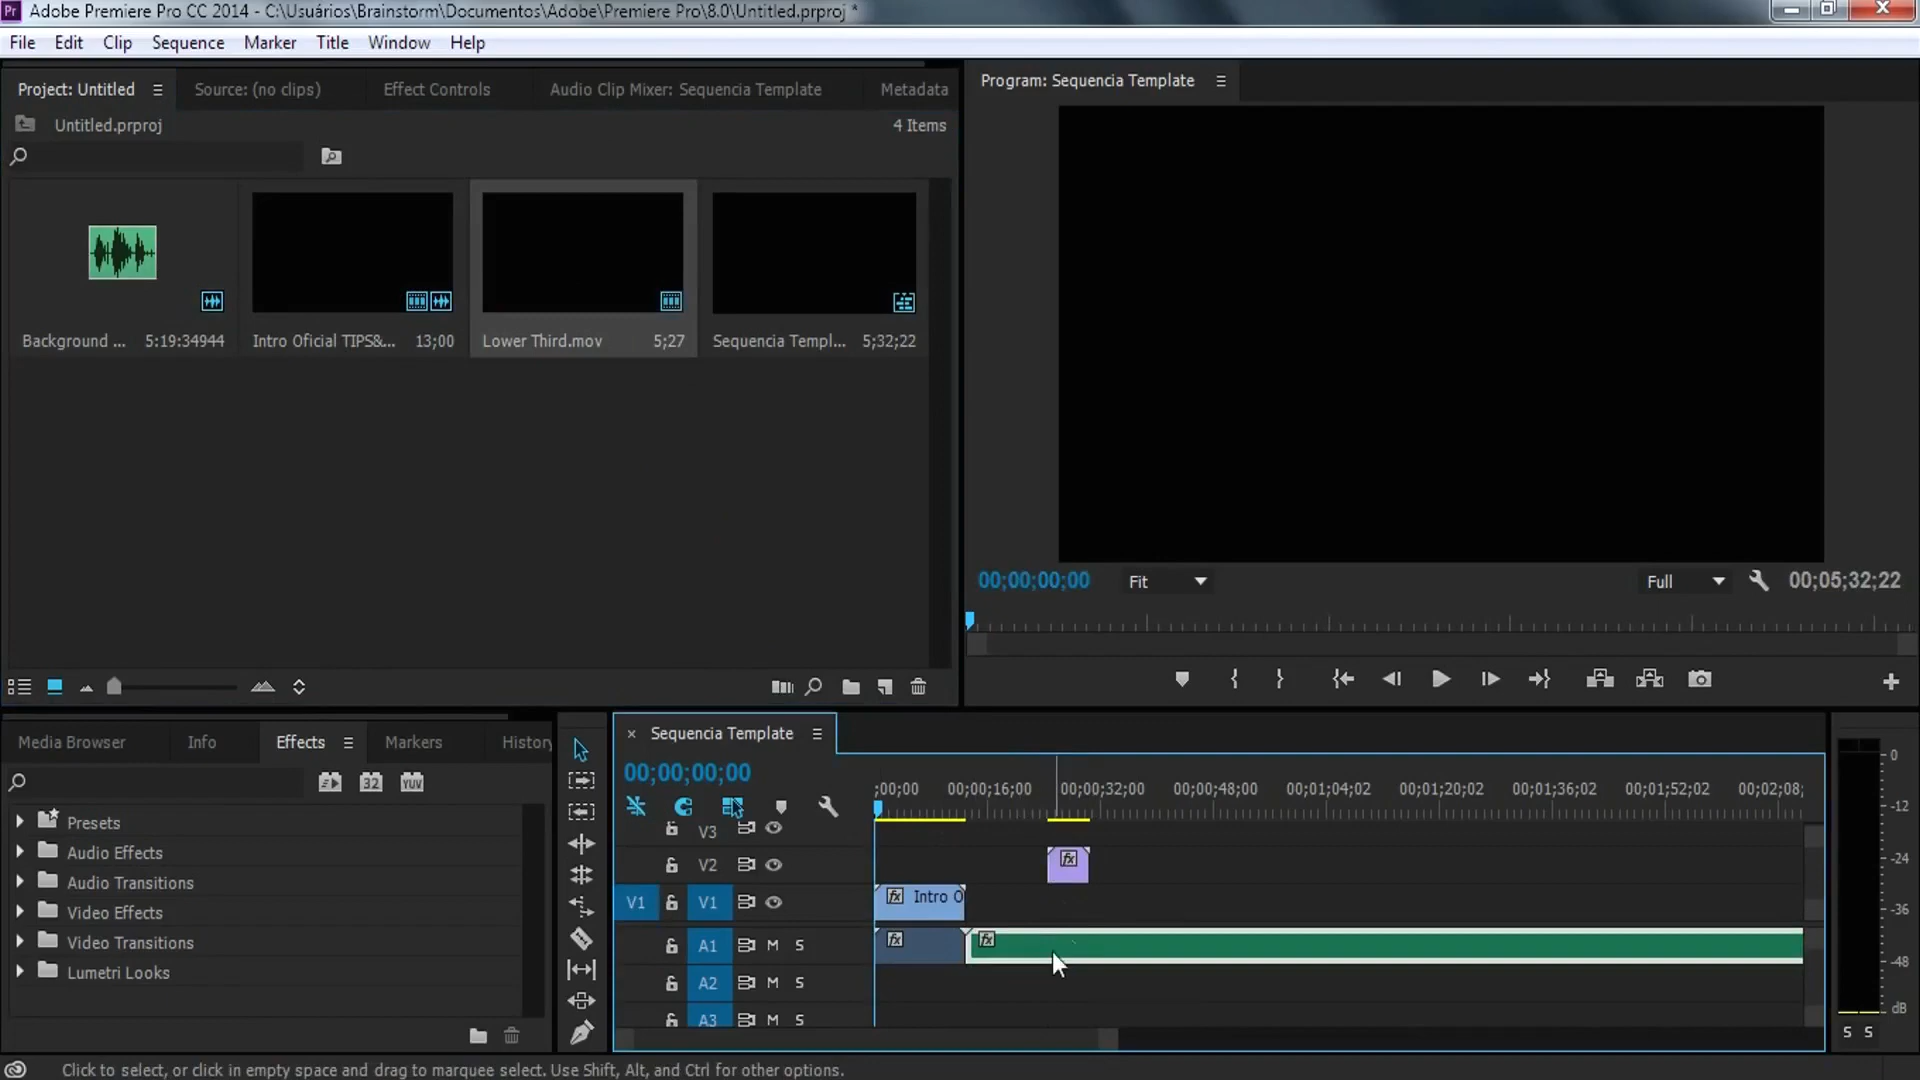 Pr Adobe Premiere Pro CC 2014 - C:\Usuários\Brainstorm\Documentos\Adobe\Premiere Pro\8.0\Untitled.prproj *
File Edit Clip Sequence Marker Title Window Help
Project: Untitled Source: (no clips) Effect Controls Audio Clip Mixer: Sequencia Template Metadata
Program: Sequencia Template
Untitled.prproj 4 Items
Background ... 5:19:34944 Intro Oficial TIPS&... 13;00 Lower Third.mov 5;27 Sequencia Templ... 5;32;22
00;00;00;00 Fit Full 00;05;32;22
Media Browser Info Effects Markers History
Sequencia Template
00;00;00;00
32 YUV
Presets
Audio Effects
Audio Transitions
Video Effects
Video Transitions
Lumetri Looks
;00;00 00;00;16;00 00;00;32;00 00;00;48;00 00;01;04;02 00;01;20;02 00;01;36;02 00;01;52;02 00;02;08;
V3
V2 fx
V1 V1 fx Intro O
A1 M S fx fx
A2 M S
A3 M S
0
-12
-24
-36
-48
dB
S S
Click to select, or click in empty space and drag to marquee select. Use Shift, Alt, and Ctrl for other options.